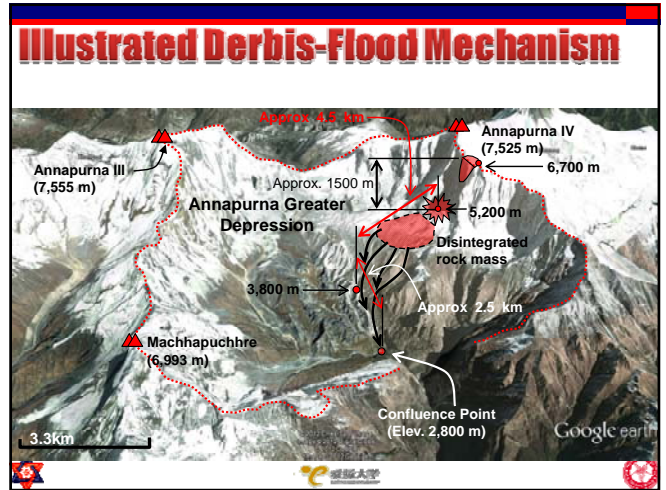 Illustrated Derbis-Flood Mechanism
Approx 4.5 km
Annapurna IV
(7,525 m)
Annapurna III
(7,555 m)
6,700 m
Approx. 1500 m
Annapurna Greater
Depression
5,200 m
Disintegrated
rock mass
3,800 m
Approx 2.5 km
Machhapuchhre
(6,993 m)
Confluence Point
(Elev. 2,800 m)
3.3km
Google earth